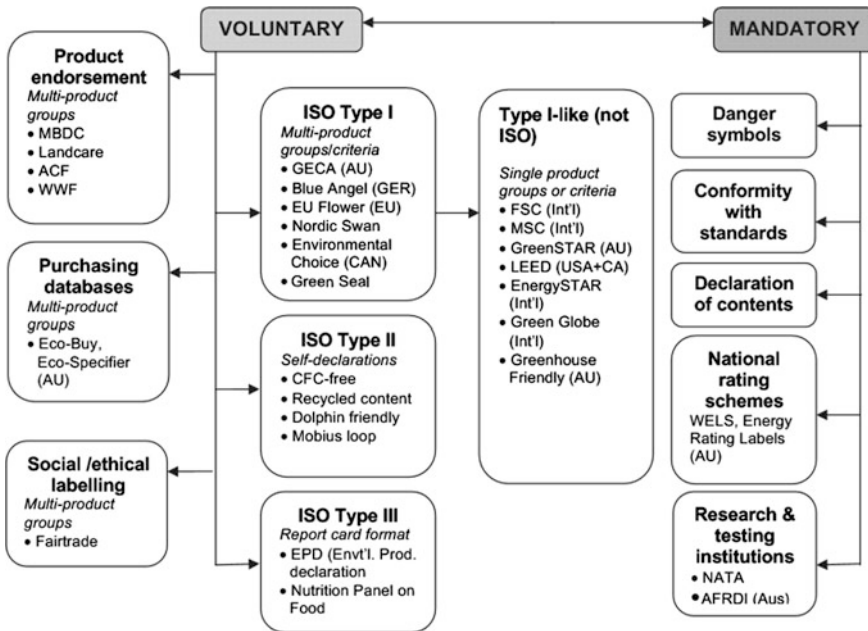 VOLUNTARY
MANDATORY
Product
endorsement
Multi-product
groups
• MBDC
• Landcare
• ACF
• WWF
Purchasing
databases
Multi-product
groups
• Eco-Buy,
Eco-Specifier
(AU)
Social /ethical
labelling
Multi-product
groups
• Fairtrade
ISO Type I
Multi-product
groups/criteria
• GECA (AU)
• Blue Angel (GER)
• EU Flower (EU)
• Nordic Swan
• Environmental
Choice (CAN)
• Green Seal
ISO Type II
Self-declarations
• CFC-free
• Recycled content
• Dolphin friendly
• Mobius loop
ISO Type III
Report card format
• EPD (Envt'l. Prod.
declaration
• Nutrition Panel on
Food
Type I-like (not
ISO)
Single product
groups or criteria
• FSC (Int'l)
• MSC (Int'l)
• GreenSTAR (AU)
• LEED (USA+CA)
• EnergySTAR
(Int'l)
• Green Globe
(Int'l)
• Greenhouse
Friendly (AU)
Danger
symbols
Conformity
with
standards
Declaration
of contents
National
rating
schemes
WELS, Energy
Rating Labels
(AU)
Research &
testing
institutions
• NATA
• AFRDI (Aus)